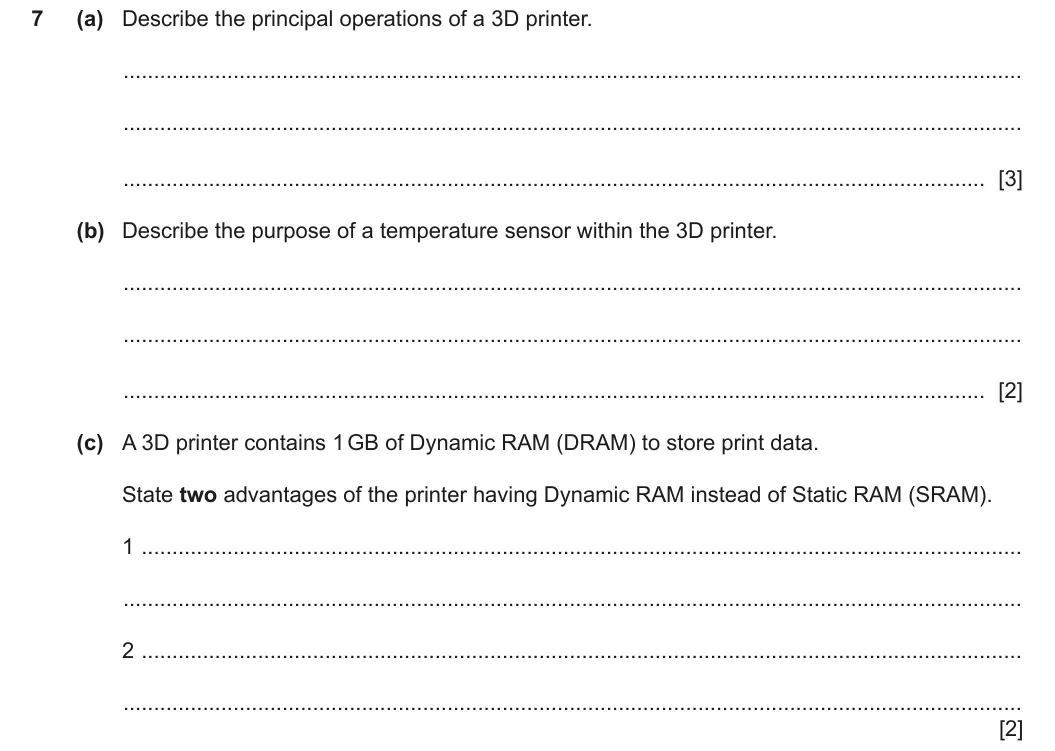 7 (a) Describe the principal operations of a 3D printer.
..........................................................................................
..........................................................................................
.......................................................................................... [3]
(b) Describe the purpose of a temperature sensor within the 3D printer.
..........................................................................................
..........................................................................................
.......................................................................................... [2]
(c) A 3D printer contains 1 GB of Dynamic RAM (DRAM) to store print data.
State two advantages of the printer having Dynamic RAM instead of Static RAM (SRAM).
1 ..........................................................................................
..........................................................................................
2 ..........................................................................................
..........................................................................................
[2]